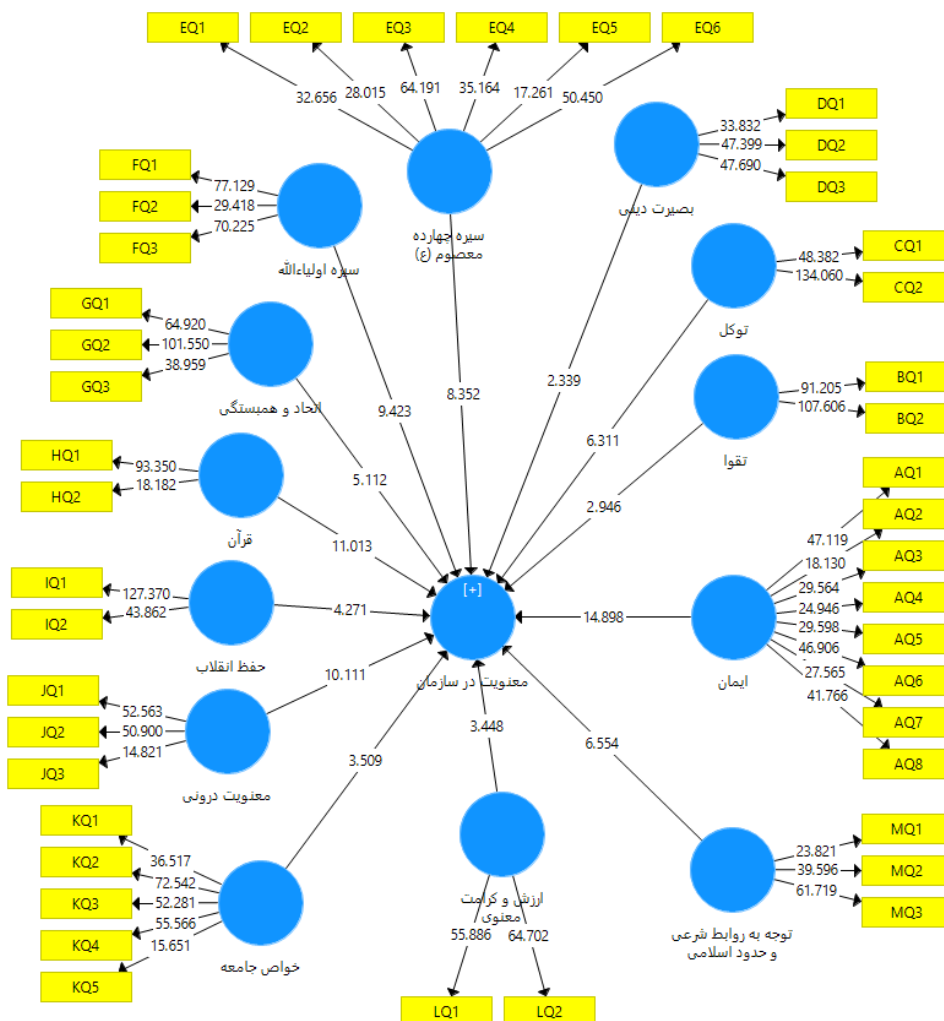 EQ1 EQ2 EQ3 EQ4 EQ5 EQ6
32.656 28.015 64.191 35.164 17.261 50.450
سیره چهارده
معصوم (ع)
8.352
DQ1
DQ2
DQ3
33.832
47.399
47.690
بصیرت دینی
2.339
FQ1
FQ2
FQ3
77.129
29.418
70.225
سیره اولیاءالله
9.423
CQ1
CQ2
48.382
134.060
توکل
6.311
GQ1
GQ2
GQ3
64.920
101.550
38.959
اتحاد و همبستگی
5.112
BQ1
BQ2
91.205
107.606
تقوا
2.946
HQ1
HQ2
93.350
18.182
قرآن
11.013
AQ1
AQ2
AQ3
AQ4
AQ5
AQ6
AQ7
AQ8
47.119
18.130
29.564
24.946
29.598
46.906
27.565
41.766
ایمان
14.898
IQ1
IQ2
127.370
43.862
حفظ انقلاب
4.271
[+]
معنویت در سازمان
JQ1
JQ2
JQ3
52.563
50.900
14.821
معنویت درونی
10.111
KQ1
KQ2
KQ3
KQ4
KQ5
36.517
72.542
52.281
55.566
15.651
خواص جامعه
3.509
3.448
ارزش و کرامت
معنوی
55.886 64.702
LQ1 LQ2
6.554
MQ1
MQ2
MQ3
23.821
39.596
61.719
توجه به روابط شرعی
و حدود اسلامی